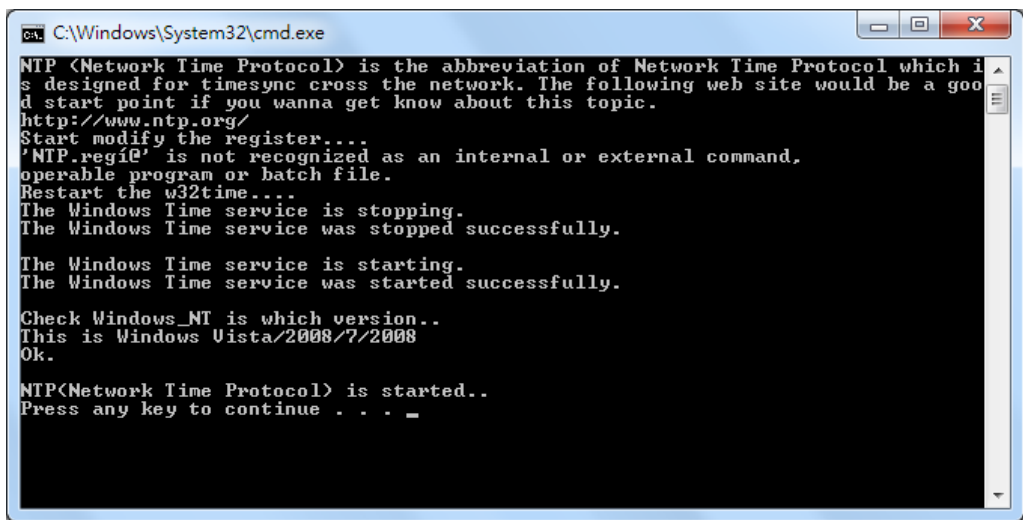 C:\Windows\System32\cmd.exe
NTP (Network Time Protocol) is the abbreviation of Network Time Protocol which i
s designed for timesync cross the network. The following web site would be a goo
d start point if you wanna get know about this topic.
http://www.ntp.org/
Start modify the register....
'NTP.regí@' is not recognized as an internal or external command,
operable program or batch file.
Restart the w32time....
The Windows Time service is stopping.
The Windows Time service was stopped successfully.
The Windows Time service is starting.
The Windows Time service was started successfully.
Check Windows_NT is which version..
This is Windows Vista/2008/7/2008
Ok.
NTP(Network Time Protocol) is started..
Press any key to continue . . . _